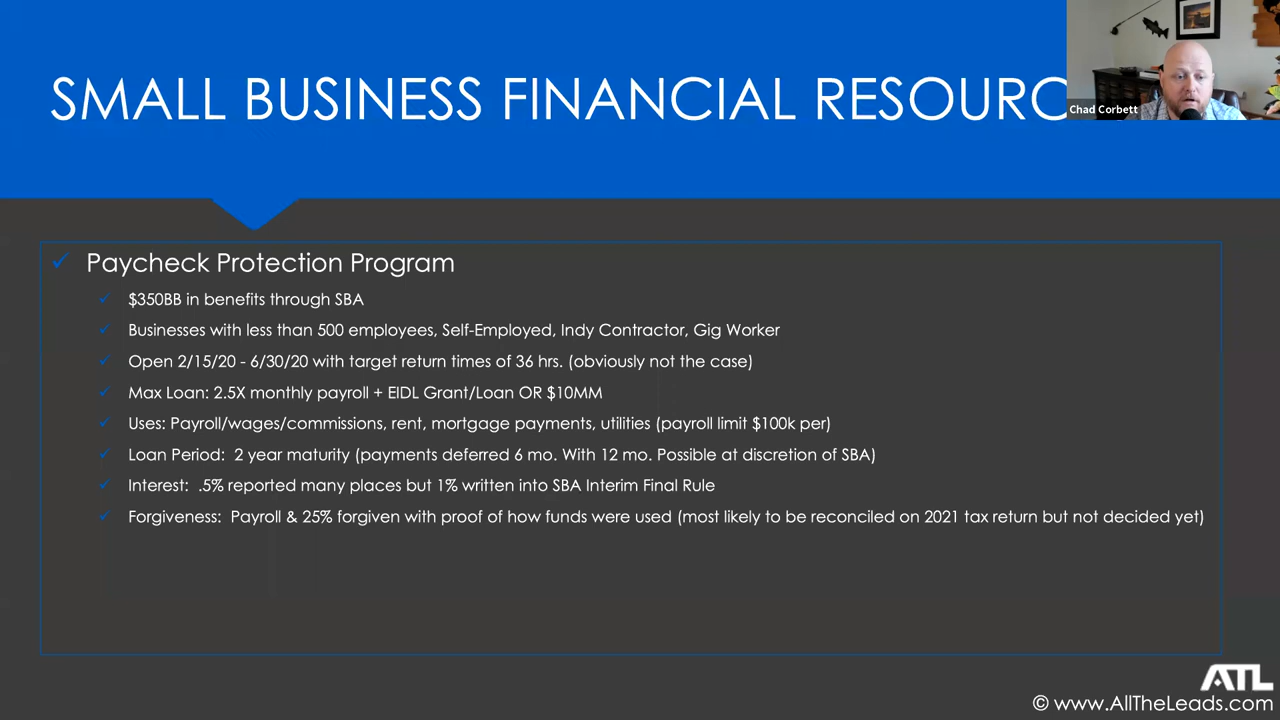 SMALL BUSINESS FINANCIAL RESOURC
Chad Corbett
Paycheck Protection Program
$350BB in benefits through SBA
Businesses with less than 500 employees, Self-Employed, Indy Contractor, Gig Worker
Open 2/15/20 - 6/30/20 with target return times of 36 hrs. (obviously not the case)
Max Loan: 2.5X monthly payroll + EIDL Grant/Loan OR $10MM
Uses: Payroll/wages/commissions, rent, mortgage payments, utilities (payroll limit $100k per)
Loan Period:  2 year maturity (payments deferred 6 mo. With 12 mo. Possible at discretion of SBA)
Interest:  .5% reported many places but 1% written into SBA Interim Final Rule
Forgiveness:  Payroll & 25% forgiven with proof of how funds were used (most likely to be reconciled on 2021 tax return but not decided yet)
ATL
© www.AllTheLeads.com